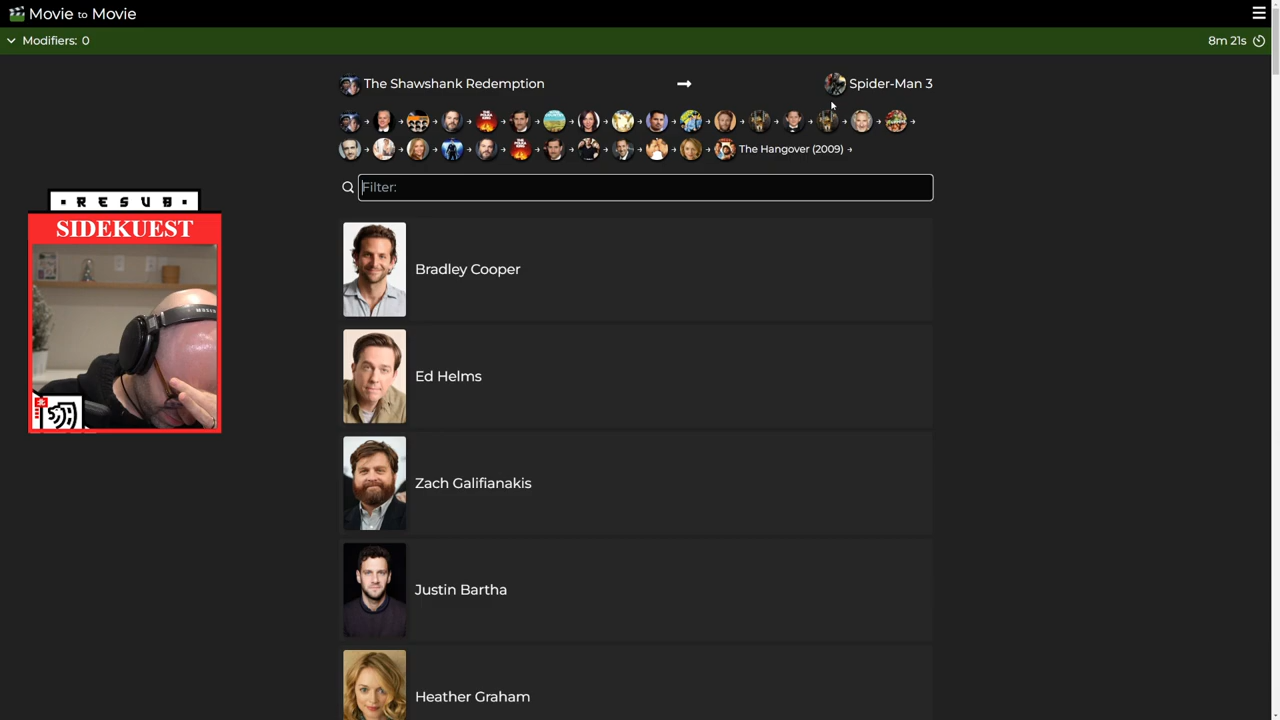 Movie to Movie
Modifiers: 0
8m 21s
The Shawshank Redemption → Spider-Man 3
The Hangover (2009) →
Filter:
• R E S U B •
SIDEKUEST
Bradley Cooper
Ed Helms
Zach Galifianakis
Justin Bartha
Heather Graham